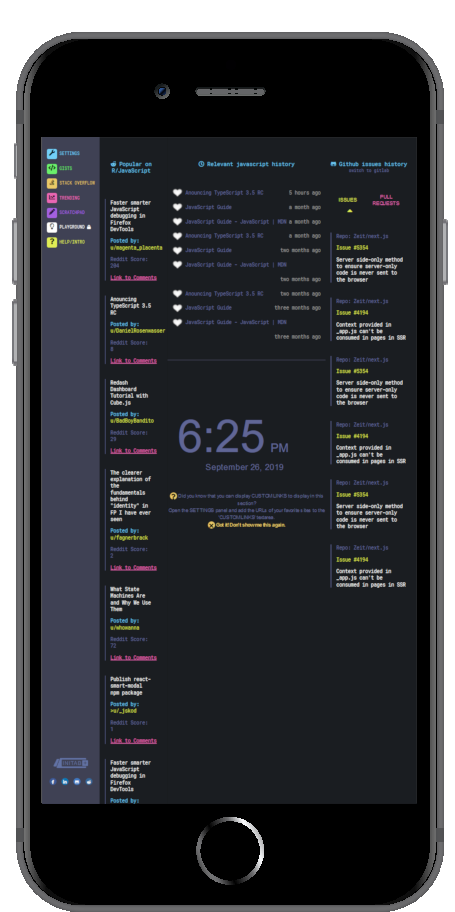 SETTINGS
GISTS
STACK OVERFLOW
TRENDING
SCRATCHPAD
PLAYGROUND
HELP/INTRO
Popular on
R/JavaScript
Faster smarter
JavaScript
debugging in
Firefox
DevTools
Posted by:
u/magenta_placenta
Reddit Score:
204
Link to Comments
Anouncing
TypeScript 3.5
RC
Posted by:
u/DanielRosenwasser
Reddit Score:
9
Link to Comments
Redash
Dashboard
Tutorial with
Cube.js
Posted by:
u/BadBoyBandito
Reddit Score:
29
Link to Comments
The clearer
explanation of
the
fundamentals
behind
"identity" in
FP I have ever
seen
Posted by:
u/fagnerbrack
Reddit Score:
2
Link to Comments
What State
Machines Are
and Why We Use
Them
Posted by:
u/whoxanna
Reddit Score:
72
Link to Comments
Publish react-
smart-modal
npm package
Posted by:
Reddit Score:
1
Link to Comments
Faster smarter
JavaScript
debugging in
Firefox
DevTools
Posted by:
Relevant javascript history
Anouncing TypeScript 3.5 RC 5 hours ago
JavaScript Guide a month ago
JavaScript Guide - JavaScript | MDN a month ago
Anouncing TypeScript 3.5 RC a month ago
JavaScript Guide two months ago
JavaScript Guide - JavaScript | MDN
two months ago
Anouncing TypeScript 3.5 RC two months ago
JavaScript Guide three months ago
JavaScript Guide - JavaScript | MDN
three months ago
6:25 PM
September 26, 2019
Did you know that you can display CUSTOM LINKS to display in this
section?
Open the SETTINGS panel and add the URLs of your favorite links to the
"CUSTOM LINKS" textarea
Got it! Don't show me this again.
Github issues history
switch to gitlab
ISSUES
PULL
REQUESTS
Repo: Zeit/next.js
Issue #5354
Server side-only method
to ensure server-only
code is never sent to
the browser
Repo: Zeit/next.js
Issue #4194
Context provided in
_app.js can't be
consumed in pages in SSR
Repo: Zeit/next.js
Issue #5354
Server side-only method
to ensure server-only
code is never sent to
the browser
Repo: Zeit/next.js
Issue #4194
Context provided in
_app.js can't be
consumed in pages in SSR
Repo: Zeit/next.js
Issue #5354
Server side-only method
to ensure server-only
code is never sent to
the browser
Repo: Zeit/next.js
Issue #4194
Context provided in
_app.js can't be
consumed in pages in SSR